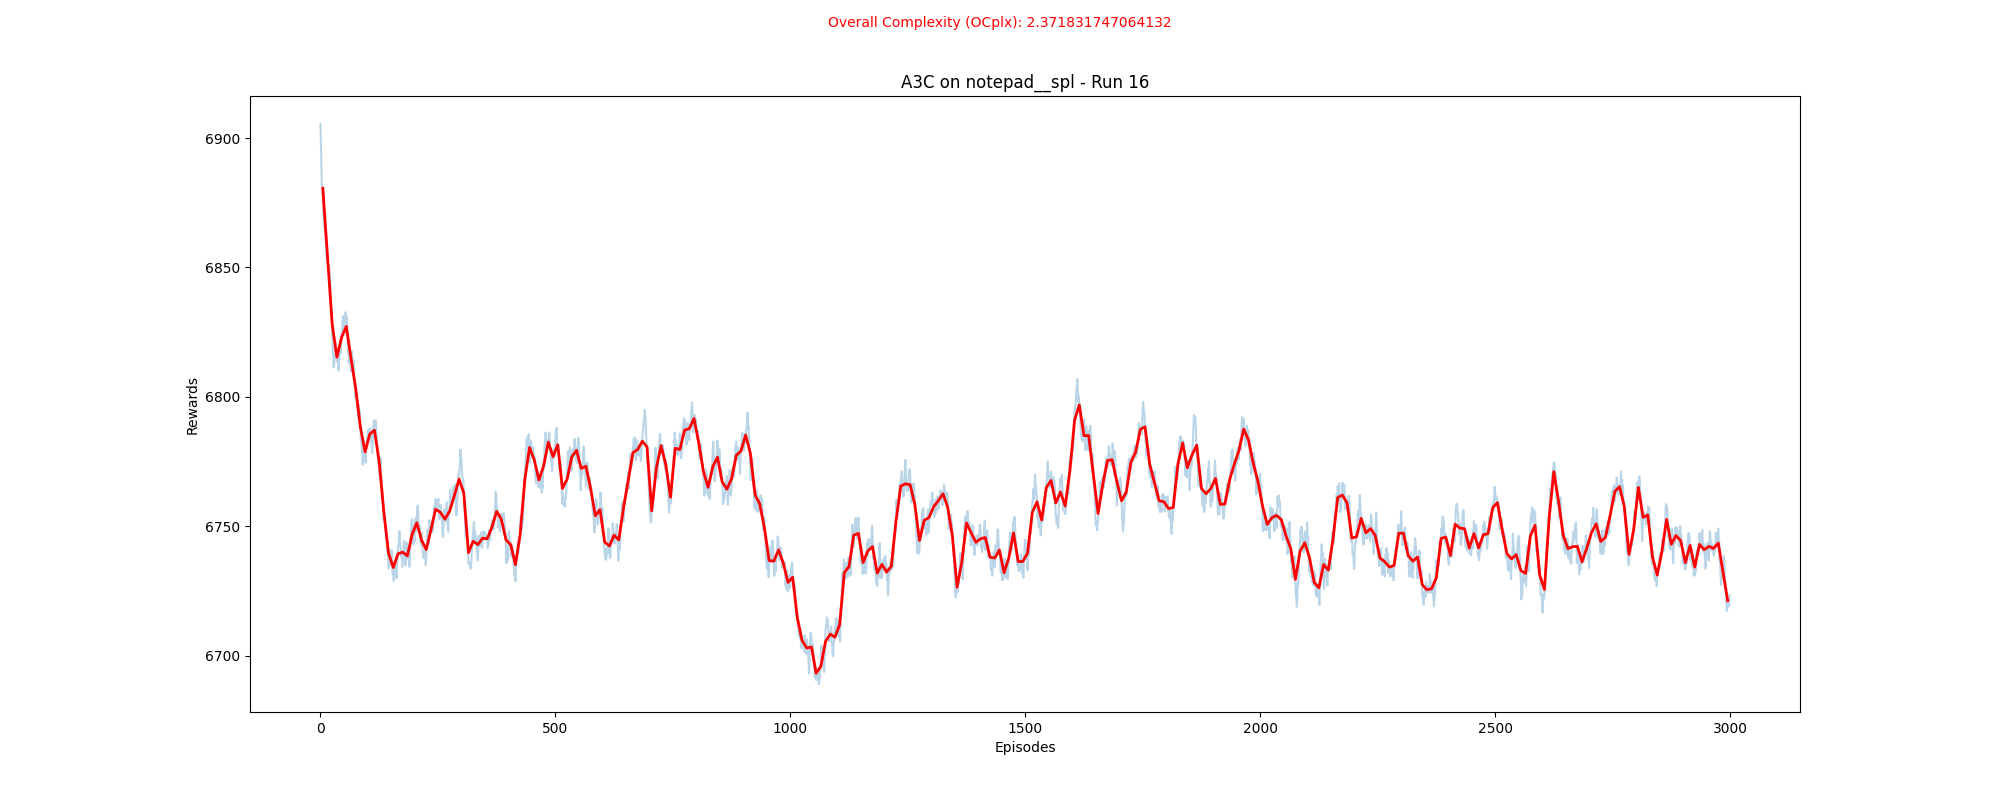 Overall Complexity (OCplx): 2.371831747064132
A3C on notepad__spl - Run 16
6900
6850
6800
6750
6700
Rewards
0 500 1000 1500 2000 2500 3000
Episodes